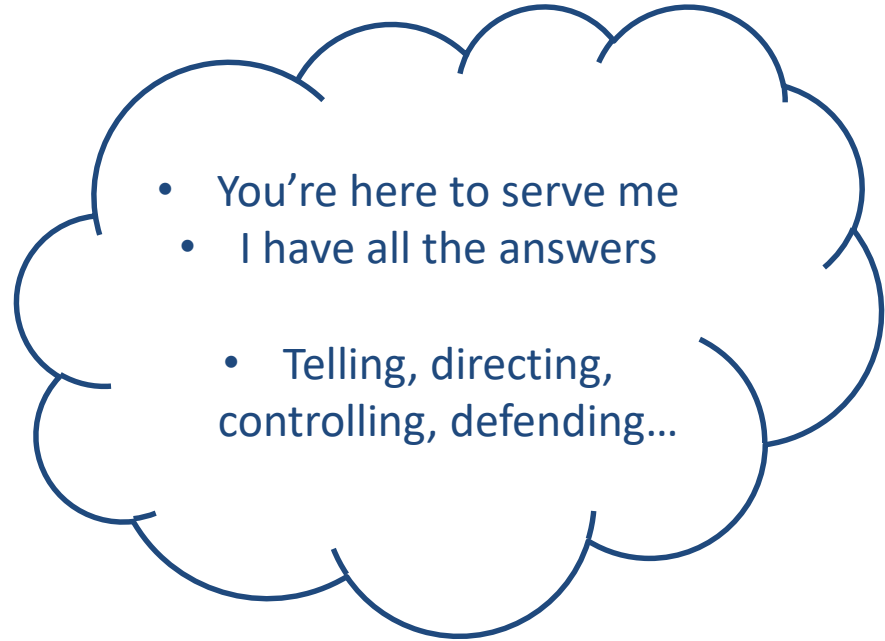 • You’re here to serve me
• I have all the answers
• Telling, directing,
controlling, defending…